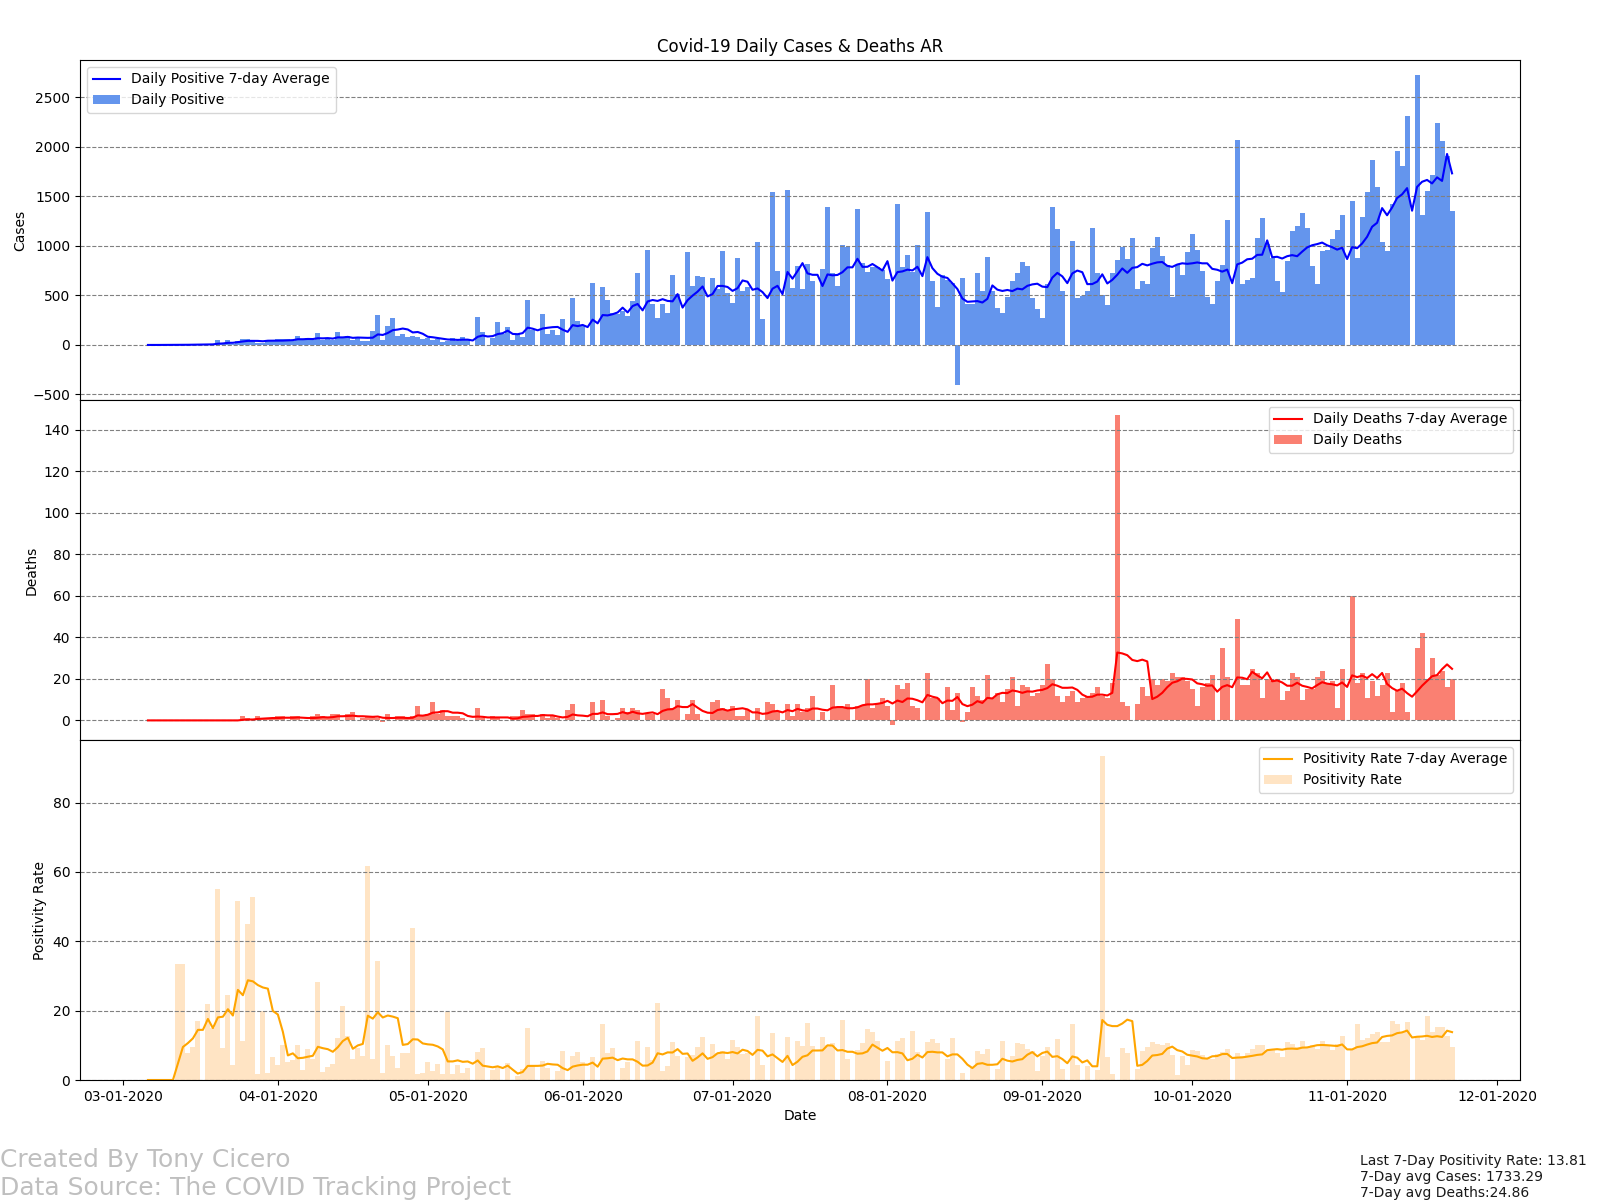 Covid-19 Daily Cases & Deaths AR
Daily Positive 7-day Average
Daily Positive
2500
2000
1500
1000
500
0
−500
Cases
Daily Deaths 7-day Average
Daily Deaths
140
120
100
80
60
40
20
0
Deaths
Positivity Rate 7-day Average
Positivity Rate
80
60
40
20
0
Positivity Rate
03-01-2020 04-01-2020 05-01-2020 06-01-2020 07-01-2020 08-01-2020 09-01-2020 10-01-2020 11-01-2020 12-01-2020
Date
Created By Tony Cicero
Data Source: The COVID Tracking Project
Last 7-Day Positivity Rate: 13.81
7-Day avg Cases: 1733.29
7-Day avg Deaths:24.86